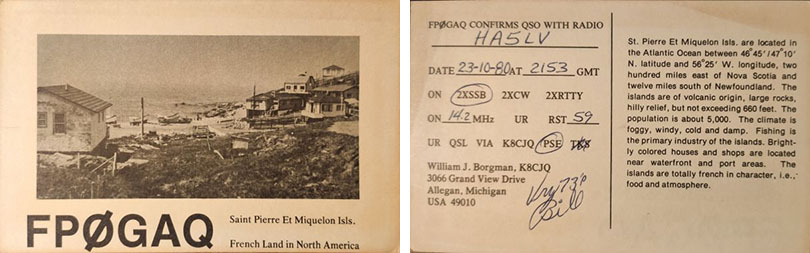 FPØGAQ
Saint Pierre Et Miquelon Isls.
French Land in North America
FPØGAQ CONFIRMS QSO WITH RADIO
HA5LV
DATE 23-10-80 AT 2153 GMT
ON 2XSSB 2XCW 2XRTTY
ON 14.2 MHz UR RST 59
UR QSL VIA K8CJQ PSE
William J. Borgman, K8CJQ
3066 Grand View Drive
Allegan, Michigan
USA 49010
73's
Bill
St. Pierre Et Miquelon Isls. are located in
the Atlantic Ocean between 46°45'/47°10'
N. latitude and 56°25' W. longitude, two
hundred miles east of Nova Scotia and
twelve miles south of Newfoundland. The
islands are of volcanic origin, large rocks,
hilly relief, but not exceeding 660 feet. The
population is about 5,000. The climate is
foggy, windy, cold and damp. Fishing is
the primary industry of the islands. Bright-
ly colored houses and shops are located
near waterfront and port areas. The
islands are totally french in character, i.e.,
food and atmosphere.